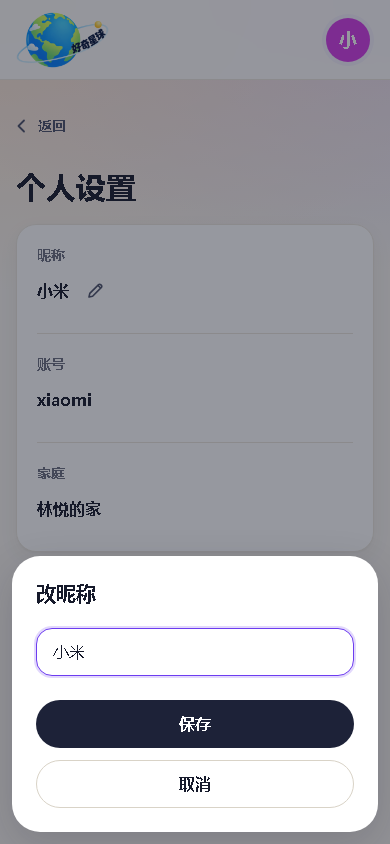 好奇星球
小
返回
个人设置
昵称
小米
账号
xiaomi
家庭
林悦的家
改昵称
小米
保存
取消